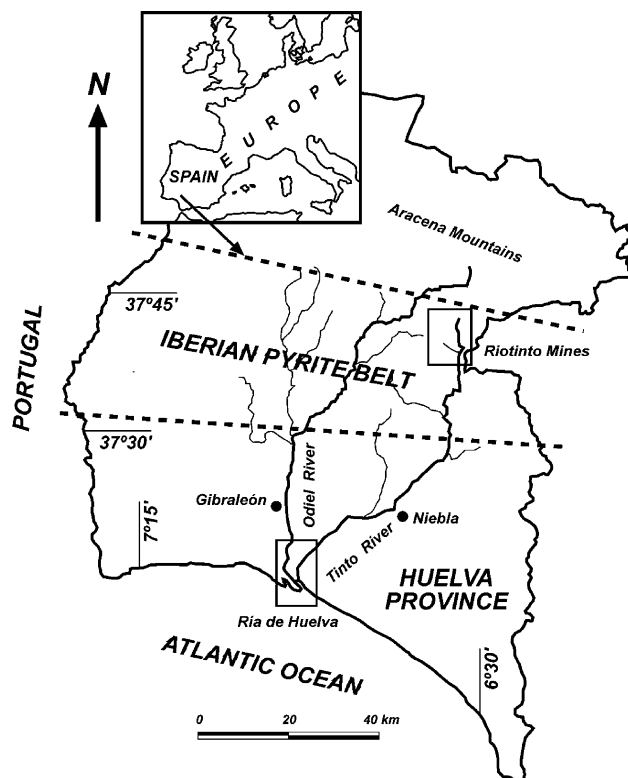 N
EUROPE
SPAIN
Aracena Mountains
37º45'
PORTUGAL
IBERIAN PYRITE BELT
Riotinto Mines
37º30'
Odiel River
Gibraleón
7º15'
Niebla
Tinto River
HUELVA
PROVINCE
Ría de Huelva
ATLANTIC OCEAN
6º30'
0 20 40 km